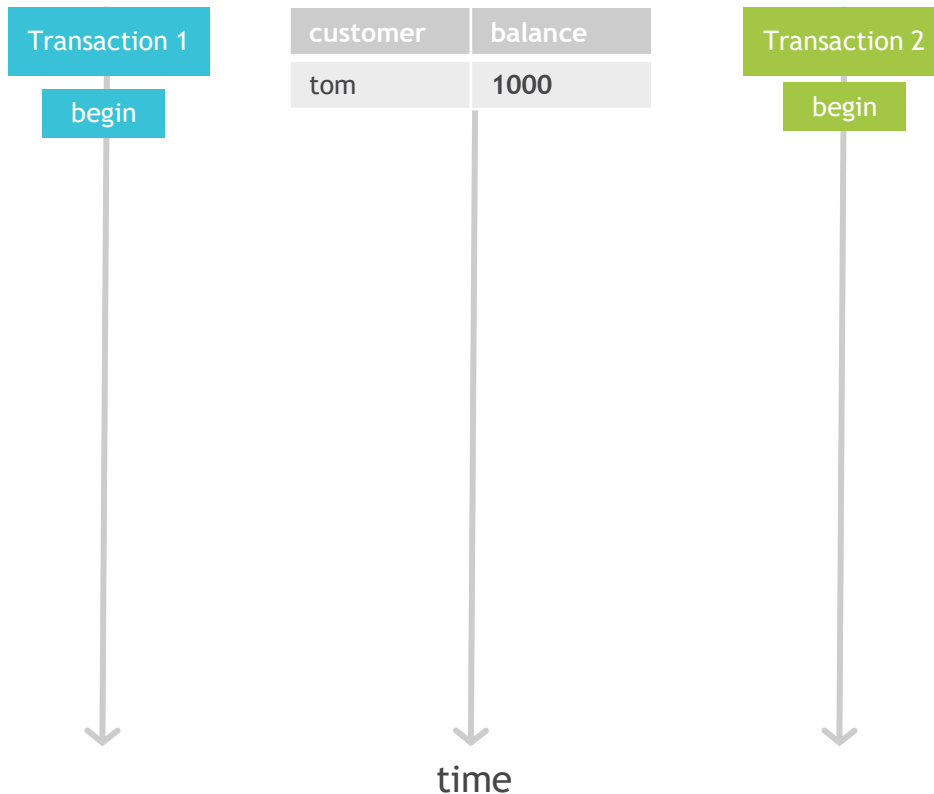 Transaction 1
customer balance
Transaction 2
tom 1000
begin
begin
time